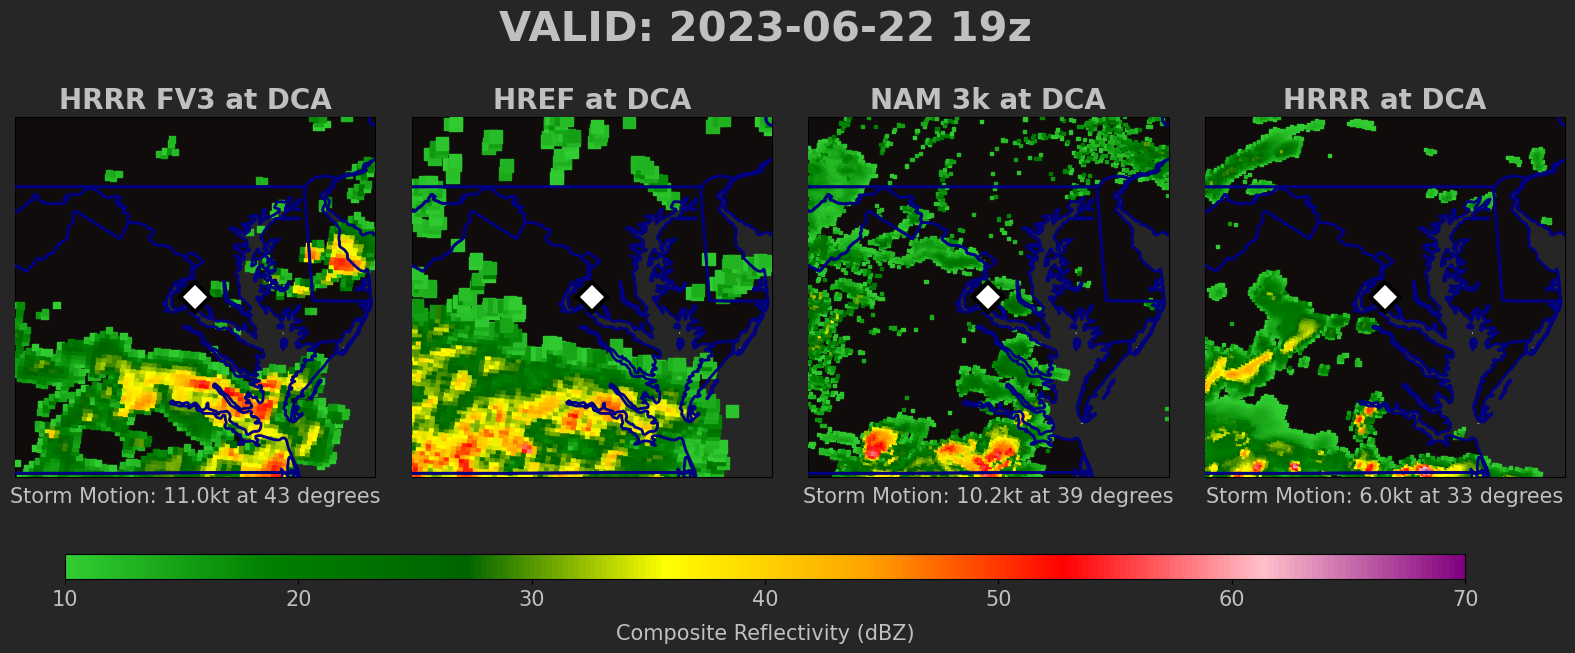 VALID: 2023-06-22 19z
HRRR FV3 at DCA
HREF at DCA
NAM 3k at DCA
HRRR at DCA
Storm Motion: 11.0kt at 43 degrees
Storm Motion: 10.2kt at 39 degrees
Storm Motion: 6.0kt at 33 degrees
10 20 30 40 50 60 70
Composite Reflectivity (dBZ)